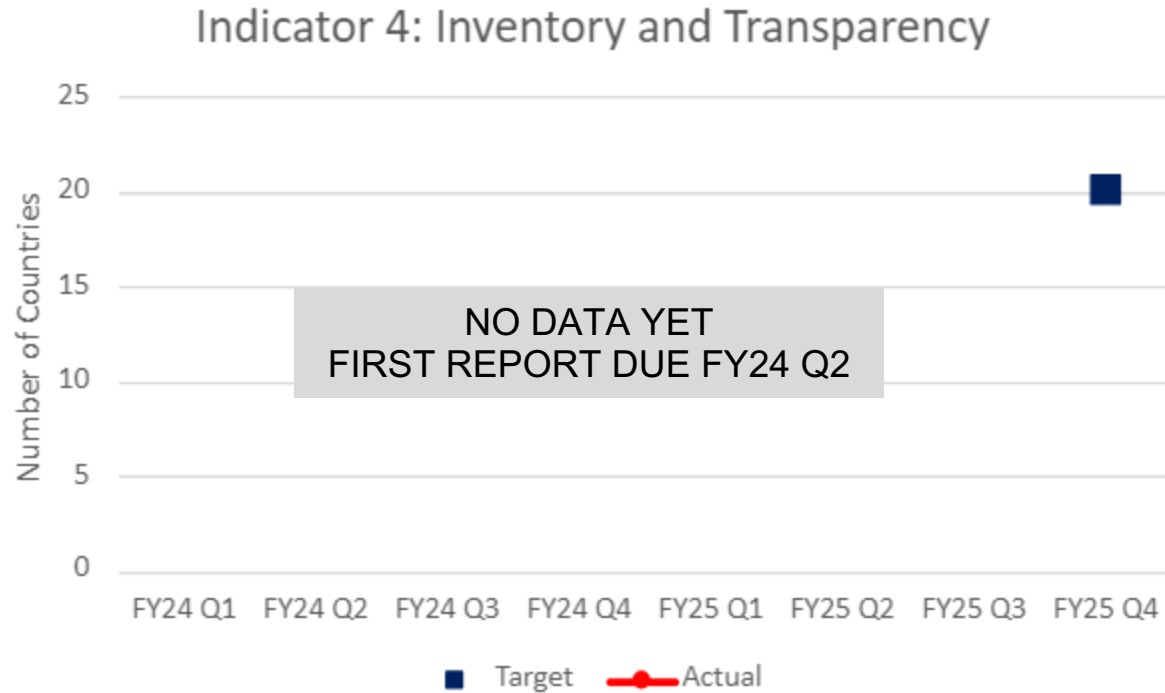 Indicator 4: Inventory and Transparency
Number of Countries
25
20
15
10
5
0
NO DATA YET
FIRST REPORT DUE FY24 Q2
FY24 Q1 FY24 Q2 FY24 Q3 FY24 Q4 FY25 Q1 FY25 Q2 FY25 Q3 FY25 Q4
Target Actual